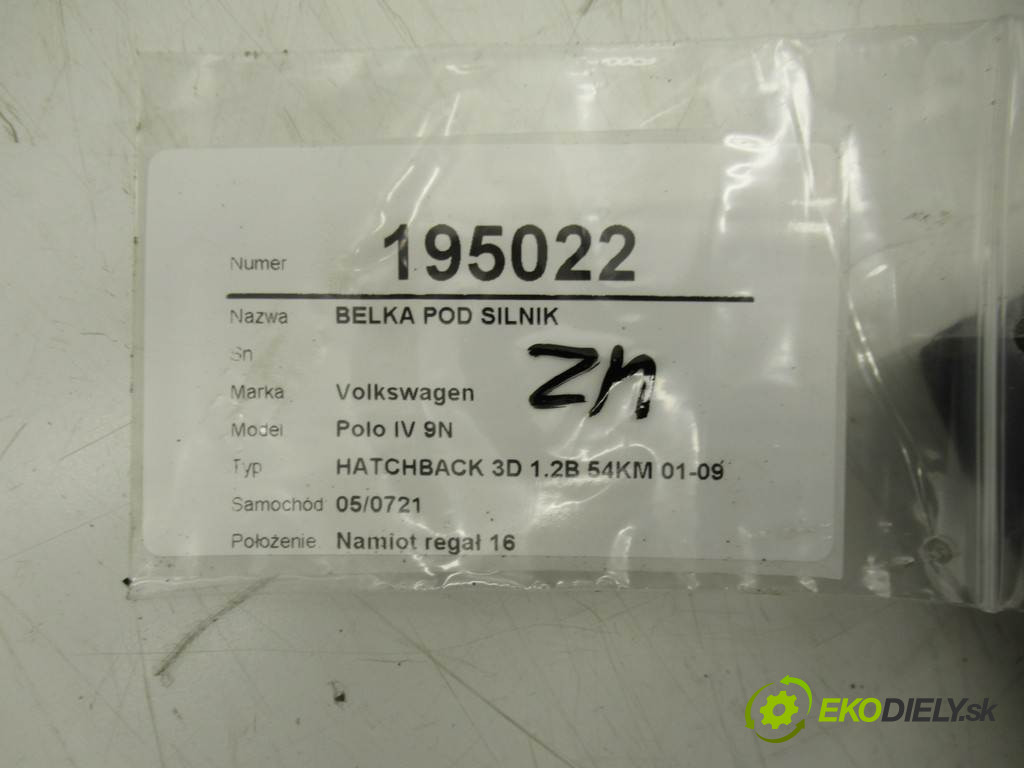 Numer 195022
Nazwa BELKA POD SILNIK
Sn
Marka Volkswagen
Model Polo IV 9N
Typ HATCHBACK 3D 1.2B 54KM 01-09
Samochód 05/0721
Położenie Namiot regał 16
EKODIELY.sk